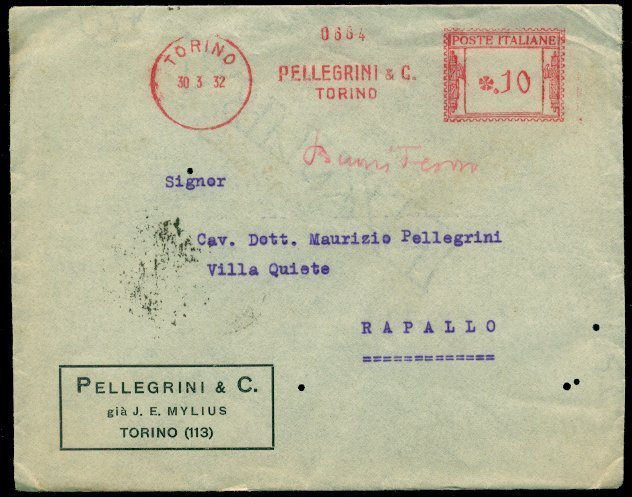 0664
POSTE ITALIANE
TORINO
30 3 32
PELLEGRINI & C.
TORINO
.10
Signor
Cav. Dott. Maurizio Pellegrini
Villa Quiete
RAPALLO
=============
PELLEGRINI & C.
già J. E. MYLIUS
TORINO (113)